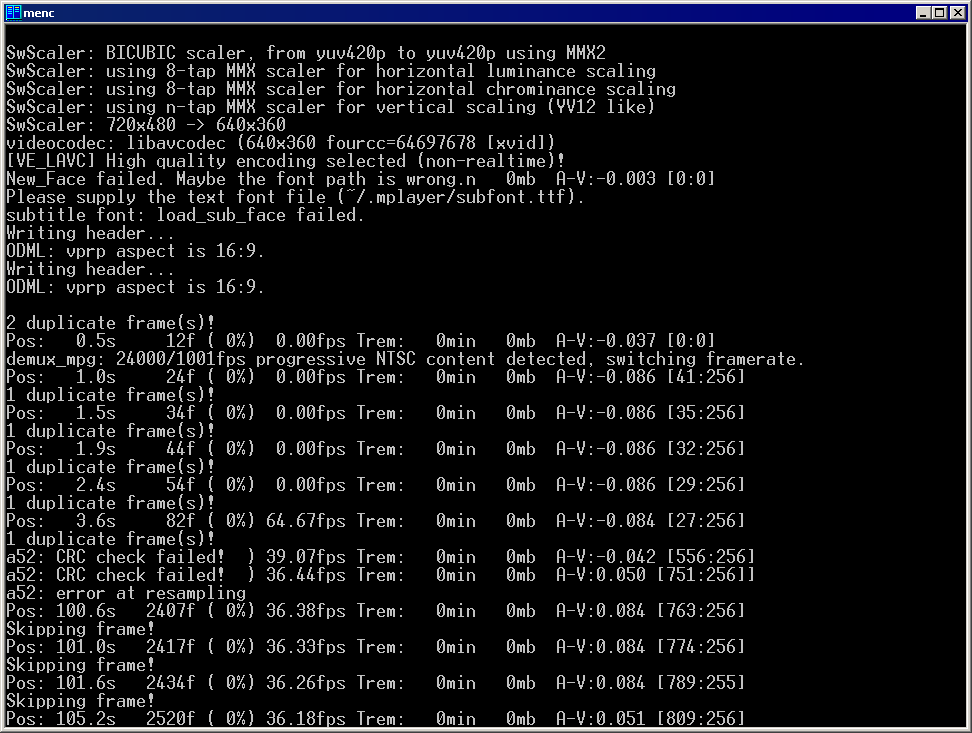 menc
SwScaler: BICUBIC scaler, from yuv420p to yuv420p using MMX2
SwScaler: using 8-tap MMX scaler for horizontal luminance scaling
SwScaler: using 8-tap MMX scaler for horizontal chrominance scaling
SwScaler: using n-tap MMX scaler for vertical scaling (YV12 like)
SwScaler: 720x480 -> 640x360
videocodec: libavcodec (640x360 fourcc=64697678 [xvid])
[VE_LAVC] High quality encoding selected (non-realtime)!
New_Face failed. Maybe the font path is wrong.n   0mb  A-V:-0.003 [0:0]
Please supply the text font file (~/.mplayer/subfont.ttf).
subtitle font: load_sub_face failed.
Writing header...
ODML: vprp aspect is 16:9.
Writing header...
ODML: vprp aspect is 16:9.
2 duplicate frame(s)!
Pos:   0.5s     12f ( 0%)  0.00fps Trem:   0min   0mb  A-V:-0.037 [0:0]
demux_mpg: 24000/1001fps progressive NTSC content detected, switching framerate.
Pos:   1.0s     24f ( 0%)  0.00fps Trem:   0min   0mb  A-V:-0.086 [41:256]
1 duplicate frame(s)!
Pos:   1.5s     34f ( 0%)  0.00fps Trem:   0min   0mb  A-V:-0.086 [35:256]
1 duplicate frame(s)!
Pos:   1.9s     44f ( 0%)  0.00fps Trem:   0min   0mb  A-V:-0.086 [32:256]
1 duplicate frame(s)!
Pos:   2.4s     54f ( 0%)  0.00fps Trem:   0min   0mb  A-V:-0.086 [29:256]
1 duplicate frame(s)!
Pos:   3.6s     82f ( 0%) 64.67fps Trem:   0min   0mb  A-V:-0.084 [27:256]
1 duplicate frame(s)!
a52: CRC check failed!  ) 39.07fps Trem:   0min   0mb  A-V:-0.042 [556:256]
a52: CRC check failed!  ) 36.44fps Trem:   0min   0mb  A-V:0.050 [751:256]]
a52: error at resampling
Pos: 100.6s   2407f ( 0%) 36.38fps Trem:   0min   0mb  A-V:0.084 [763:256]
Skipping frame!
Pos: 101.0s   2417f ( 0%) 36.33fps Trem:   0min   0mb  A-V:0.084 [774:256]
Skipping frame!
Pos: 101.6s   2434f ( 0%) 36.26fps Trem:   0min   0mb  A-V:0.084 [789:255]
Skipping frame!
Pos: 105.2s   2520f ( 0%) 36.18fps Trem:   0min   0mb  A-V:0.051 [809:256]